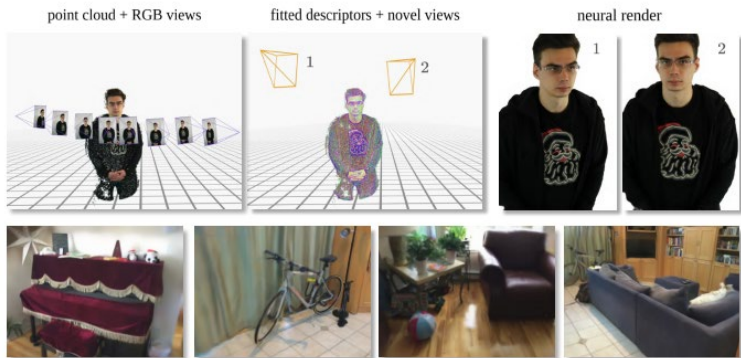 point cloud + RGB views
fitted descriptors + novel views
neural render
1
2
1
2